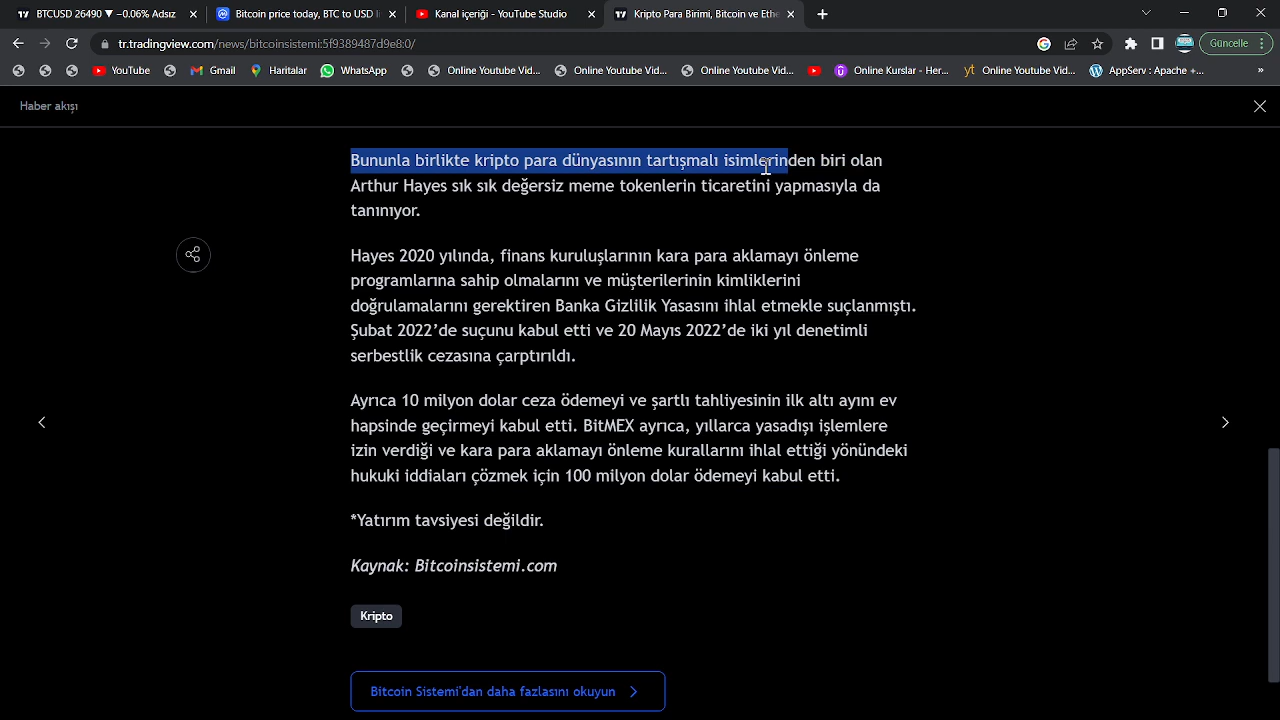 BTCUSD 26490 ▼ −0.06% Adsız
Bitcoin price today, BTC to USD li
Kanal içeriği - YouTube Studio
Kripto Para Birimi, Bitcoin ve Ethe
tr.tradingview.com/news/bitcoinsistemi:5f9389487d9e8:0/
Güncelle
YouTube
Gmail
Haritalar
WhatsApp
Online Youtube Vid...
Online Youtube Vid...
Online Youtube Vid...
Online Kurslar - Her...
Online Youtube Vid...
AppServ : Apache +...
Haber akışı
Bununla birlikte kripto para dünyasının tartışmalı isimlerinden biri olan
Arthur Hayes sık sık değersiz meme tokenlerin ticaretini yapmasıyla da
tanınıyor.
Hayes 2020 yılında, finans kuruluşlarının kara para aklamayı önleme
programlarına sahip olmalarını ve müşterilerinin kimliklerini
doğrulamalarını gerektiren Banka Gizlilik Yasasını ihlal etmekle suçlanmıştı.
Şubat 2022’de suçunu kabul etti ve 20 Mayıs 2022’de iki yıl denetimli
serbestlik cezasına çarptırıldı.
Ayrıca 10 milyon dolar ceza ödemeyi ve şartlı tahliyesinin ilk altı ayını ev
hapsinde geçirmeyi kabul etti. BitMEX ayrıca, yıllarca yasadışı işlemlere
izin verdiği ve kara para aklamayı önleme kurallarını ihlal ettiği yönündeki
hukuki iddiaları çözmek için 100 milyon dolar ödemeyi kabul etti.
*Yatırım tavsiyesi değildir.
Kaynak: Bitcoinsistemi.com
Kripto
Bitcoin Sistemi'dan daha fazlasını okuyun